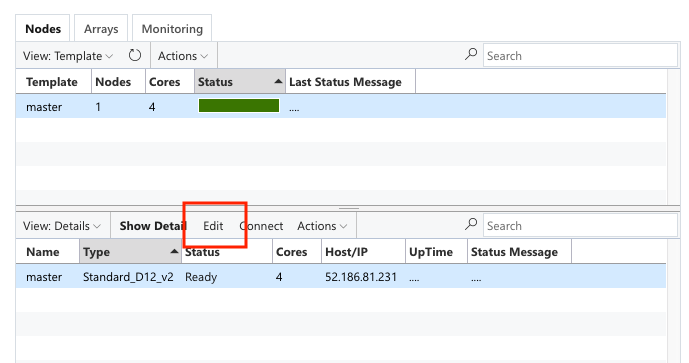 Nodes Arrays Monitoring
View: Template Actions Search
Template Nodes Cores Status Last Status Message
master 1 4 ....
View: Details Show Detail Edit Connect Actions Search
Name Type Status Cores Host/IP UpTime Status Message
master Standard_D12_v2 Ready 4 52.186.81.231 .... ....